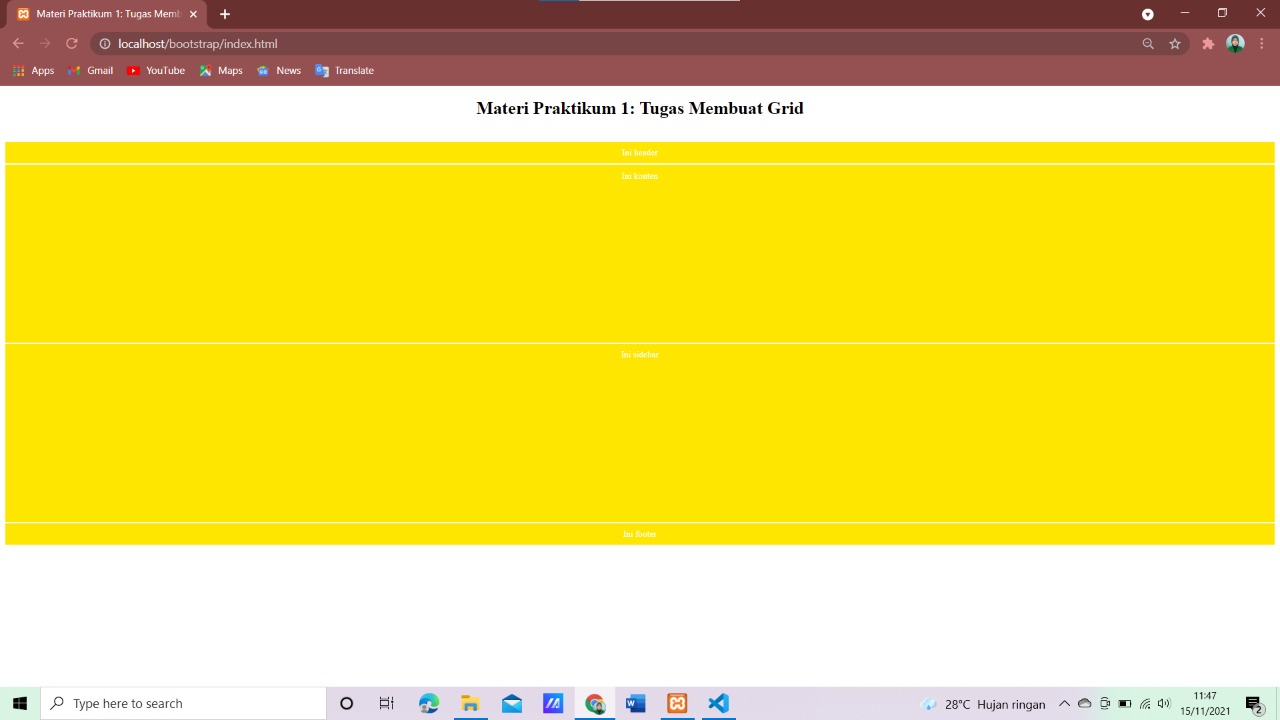 Materi Praktikum 1: Tugas Memb
localhost/bootstrap/index.html
Apps Gmail YouTube Maps News Translate
Materi Praktikum 1: Tugas Membuat Grid
Ini header
Ini konten
Ini sidebar
Ini footer
Type here to search
28°C Hujan ringan
11:47
15/11/2021
2